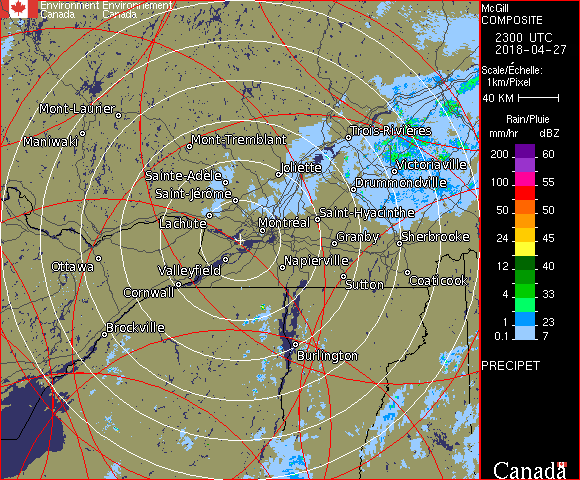 Environment Environnement
Canada Canada
McGill
COMPOSITE
2300 UTC
2018-04-27
Scale/Échelle:
1km/Pixel
40 KM
Rain/Pluie
mm/hr dBZ
200 60
100 55
50 50
24 45
12 40
4 33
1 23
0.1 7
PRECIPET
Canada
Mont-Laurier
Maniwaki
Mont-Tremblant
Trois-Rivières
Joliette
Victoriaville
Sainte-Adèle
Drummondville
Saint-Jérôme
Lachute
Saint-Hyacinthe
Montréal
Granby
Sherbrooke
Ottawa
Valleyfield
Napierville
Cornwall
Sutton
Coaticook
Brockville
Burlington